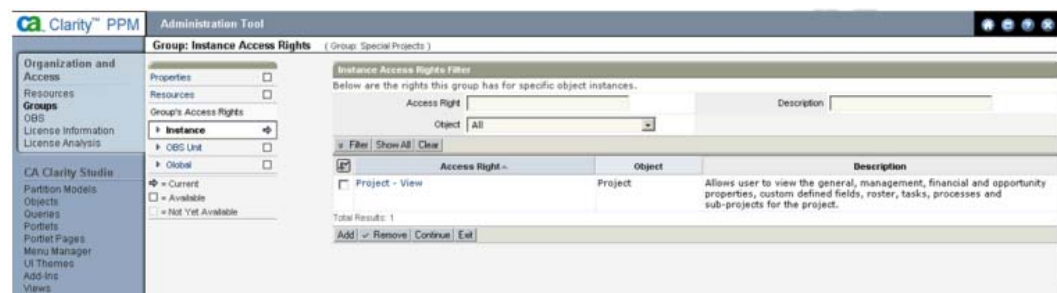 ca Clarity™ PPM
Administration Tool
Group: Instance Access Rights ( Group: Special Projects )
Organization and
Access
Resources
Groups
OBS
License Information
License Analysis
CA Clarity Studio
Partition Models
Objects
Queries
Portlets
Portlet Pages
Menu Manager
UI Themes
Add-Ins
Views
Properties
Resources
Group's Access Rights
Instance
OBS Unit
Global
= Current
= Available
= Not Yet Available
Instance Access Rights Filter
Below are the rights this group has for specific object instances.
Access Right
Description
Object All
Filter Show All Clear
Access Right Object Description
Project - View Project Allows user to view the general, management, financial and opportunity
properties, custom defined fields, roster, tasks, processes and
sub-projects for the project.
Total Results: 1
Add Remove Continue Exit